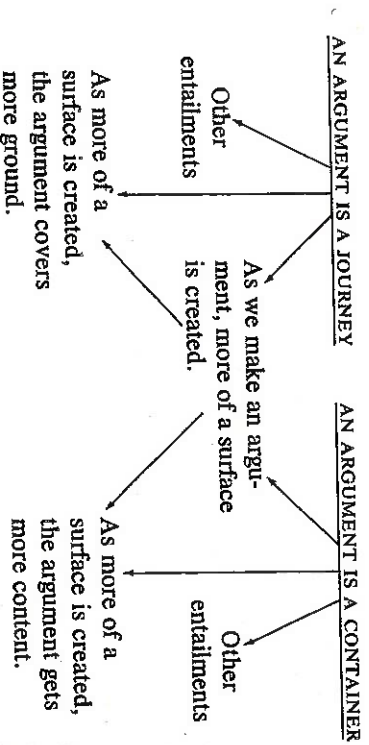 AN ARGUMENT IS A JOURNEY
AN ARGUMENT IS A CONTAINER
Other
entailments
As we make an argu-
ment, more of a surface
is created.
Other
entailments
As more of a
surface is created,
the argument covers
more ground.
As more of a
surface is created,
the argument gets
more content.